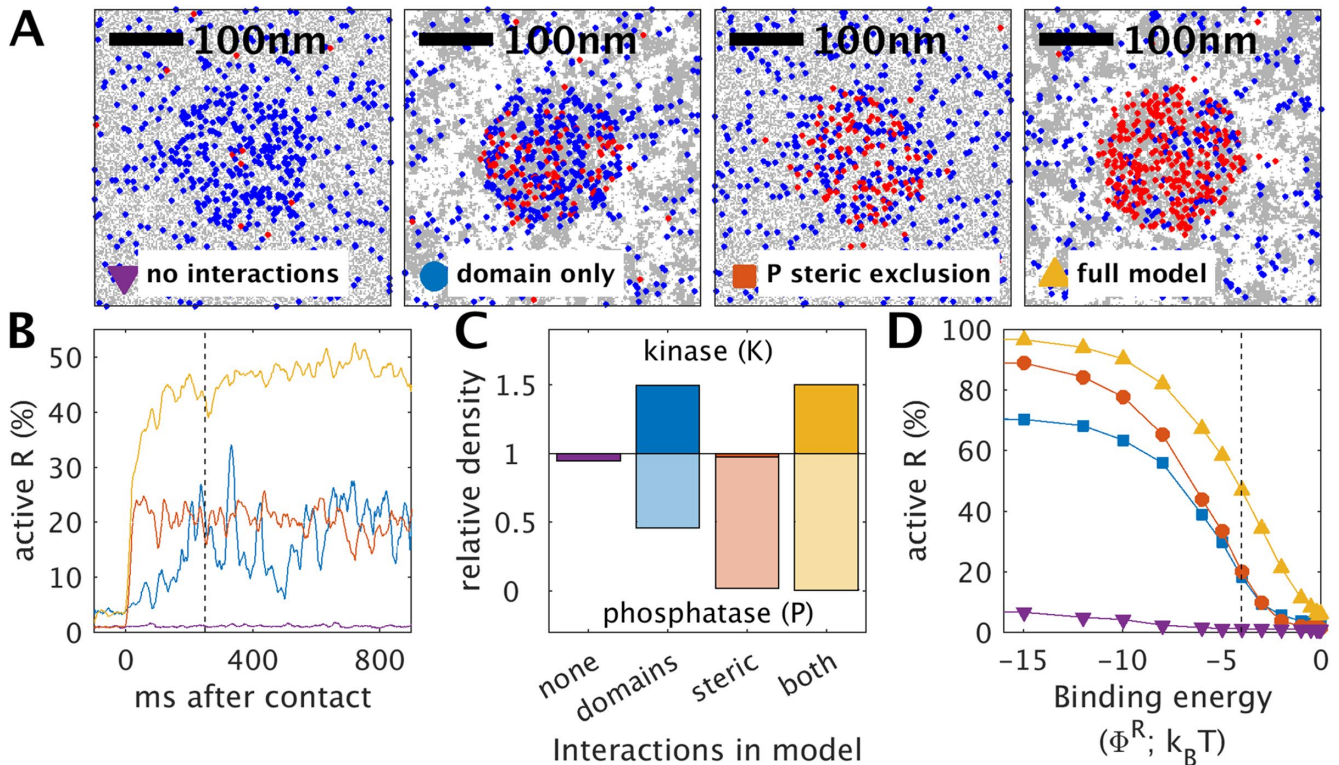 A
100nm
100nm
100nm
100nm
no interactions
domain only
P steric exclusion
full model
B
50
40
30
20
10
0
active R (%)
0
400
800
ms after contact
C
kinase (K)
1.5
1
0.5
0
relative density
phosphatase (P)
none
domains
steric
both
Interactions in model
D
100
80
60
40
20
0
active R (%)
−15
−10
−5
0
Binding energy
(Φ^R; k_BT)